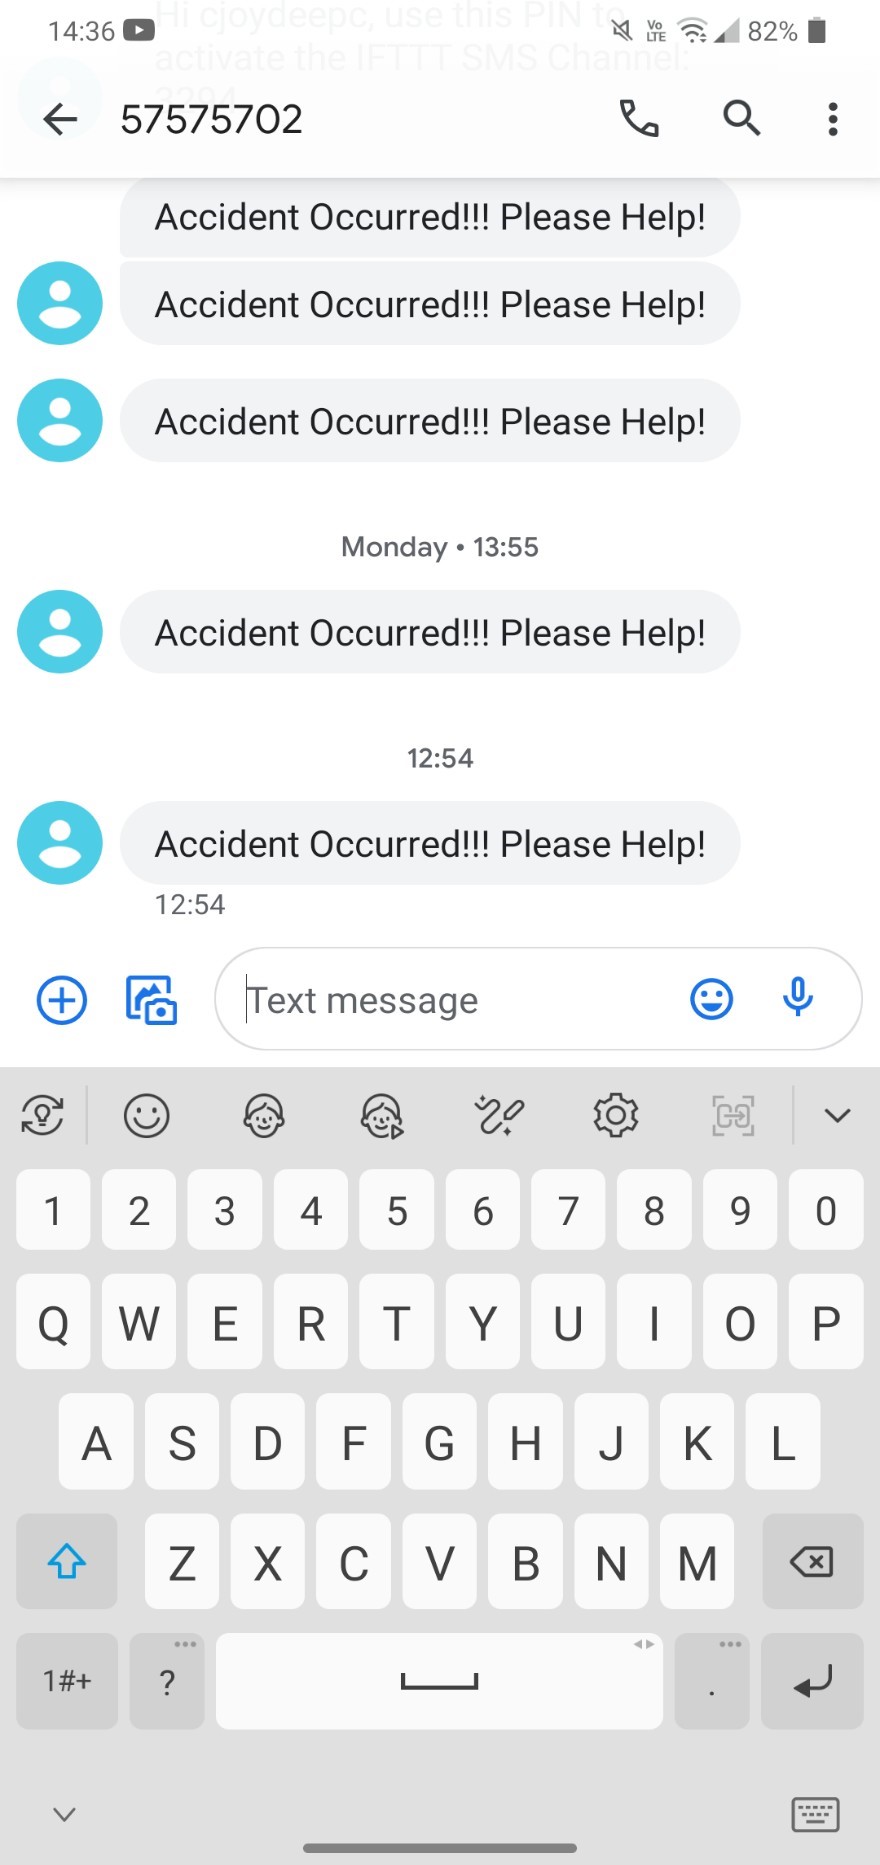 14:36
Vo
LTE
82%
Hi cjoydeepc, use this PIN to
activate the IFTTT SMS Channel:
57575702
Accident Occurred!!! Please Help!
Accident Occurred!!! Please Help!
Accident Occurred!!! Please Help!
Monday • 13:55
Accident Occurred!!! Please Help!
12:54
Accident Occurred!!! Please Help!
12:54
Text message
1 2 3 4 5 6 7 8 9 0
Q W E R T Y U I O P
A S D F G H J K L
Z X C V B N M
1#+ ? .